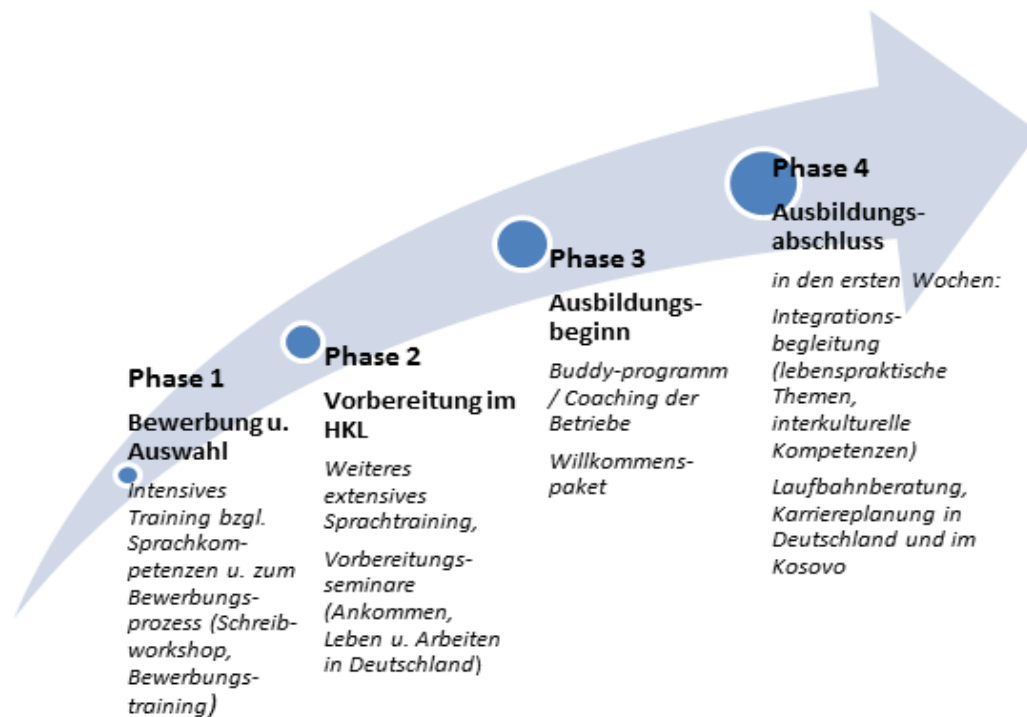 Phase 1
Bewerbung u.
Auswahl
Intensives
Training bzgl.
Sprachkom-
petenzen u. zum
Bewerbungs-
prozess (Schreib-
workshop,
Bewerbungs-
training)
Phase 2
Vorbereitung im
HKL
Weiteres
extensives
Sprachtraining,
Vorbereitungs-
seminare
(Ankommen,
Leben u. Arbeiten
in Deutschland)
Phase 3
Ausbildungs-
beginn
Buddy-programm
/ Coaching der
Betriebe
Willkommens-
paket
Phase 4
Ausbildungs-
abschluss
in den ersten Wochen:
Integrations-
begleitung
(lebenspraktische
Themen,
interkulturelle
Kompetenzen)
Laufbahnberatung,
Karriereplanung in
Deutschland und im
Kosovo